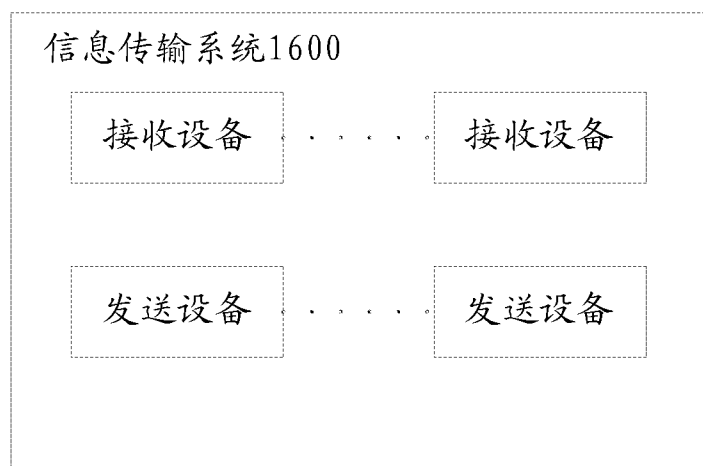 信息传输系统1600
接收设备 ...... 接收设备
发送设备 ...... 发送设备